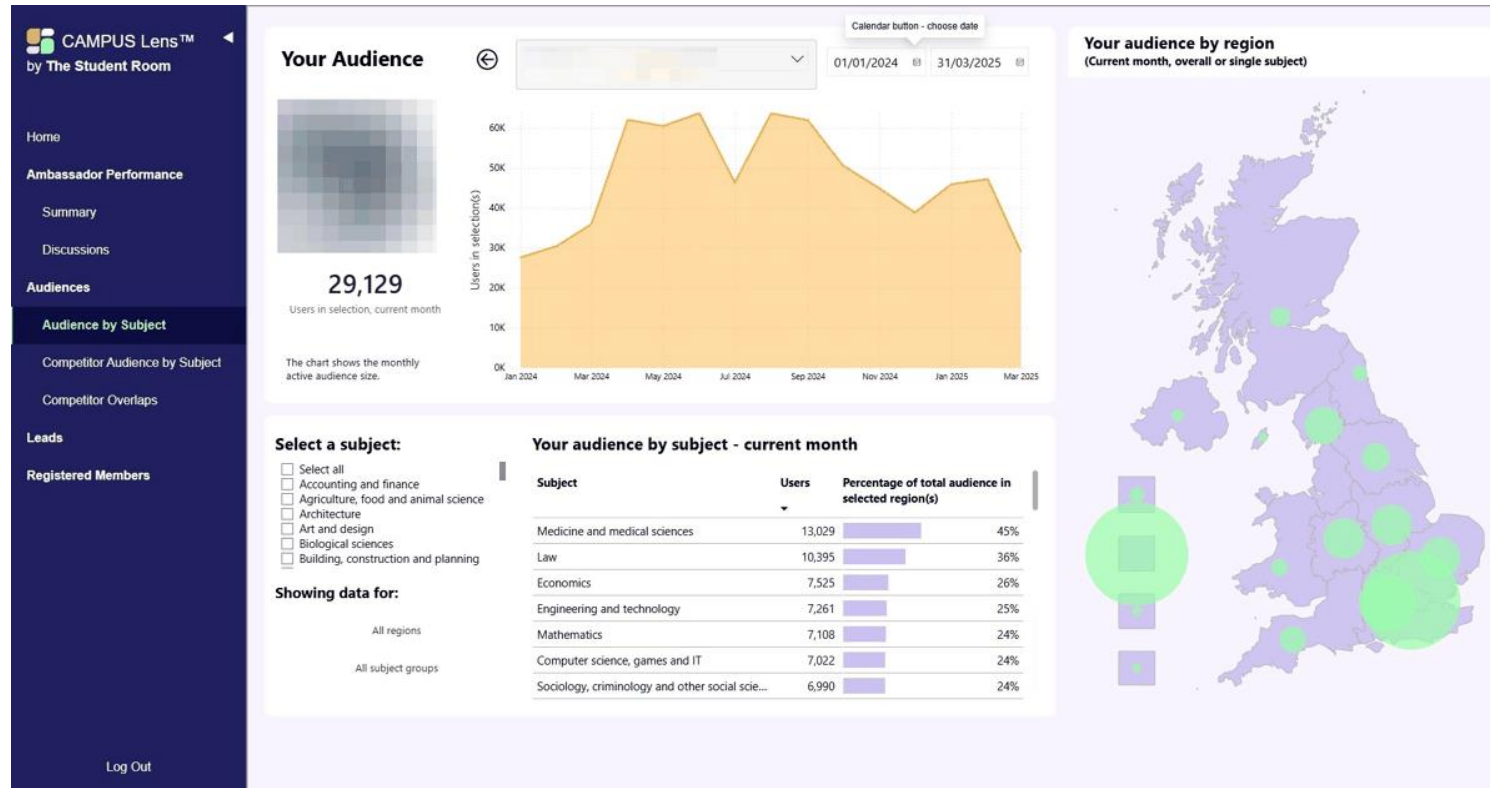 CAMPUS Lens™
by The Student Room
Home
Ambassador Performance
Summary
Discussions
Audiences
Audience by Subject
Competitor Audience by Subject
Competitor Overlaps
Leads
Registered Members
Log Out
Your Audience
Calendar button - choose date
01/01/2024
31/03/2025
29,129
Users in selection, current month
The chart shows the monthly
active audience size.
Users in selection(s)
60K
50K
40K
30K
20K
10K
0K
Jan 2024
Mar 2024
May 2024
Jul 2024
Sep 2024
Nov 2024
Jan 2025
Mar 2025
Select a subject:
Select all
Accounting and finance
Agriculture, food and animal science
Architecture
Art and design
Biological sciences
Building, construction and planning
Showing data for:
All regions
All subject groups
Your audience by subject - current month
Subject Users Percentage of total audience in
selected region(s)
Medicine and medical sciences 13,029 45%
Law 10,395 36%
Economics 7,525 26%
Engineering and technology 7,261 25%
Mathematics 7,108 24%
Computer science, games and IT 7,022 24%
Sociology, criminology and other social scie... 6,990 24%
Your audience by region
(Current month, overall or single subject)